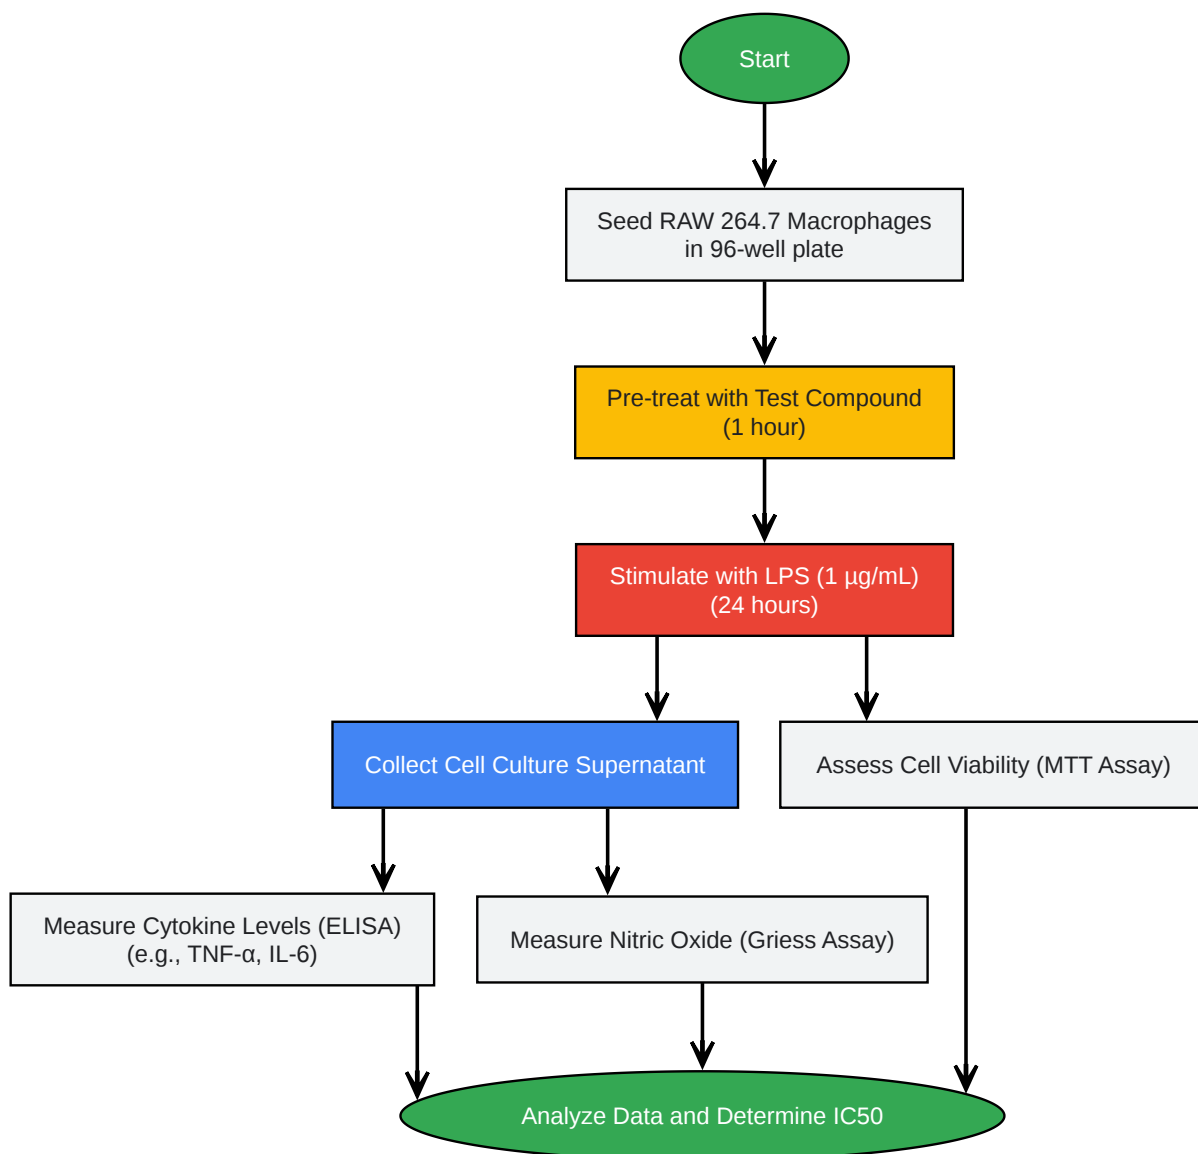 Start
Seed RAW 264.7 Macrophages
in 96-well plate
Pre-treat with Test Compound
(1 hour)
Stimulate with LPS (1 µg/mL)
(24 hours)
Collect Cell Culture Supernatant
Assess Cell Viability (MTT Assay)
Measure Cytokine Levels (ELISA)
(e.g., TNF-α, IL-6)
Measure Nitric Oxide (Griess Assay)
Analyze Data and Determine IC50